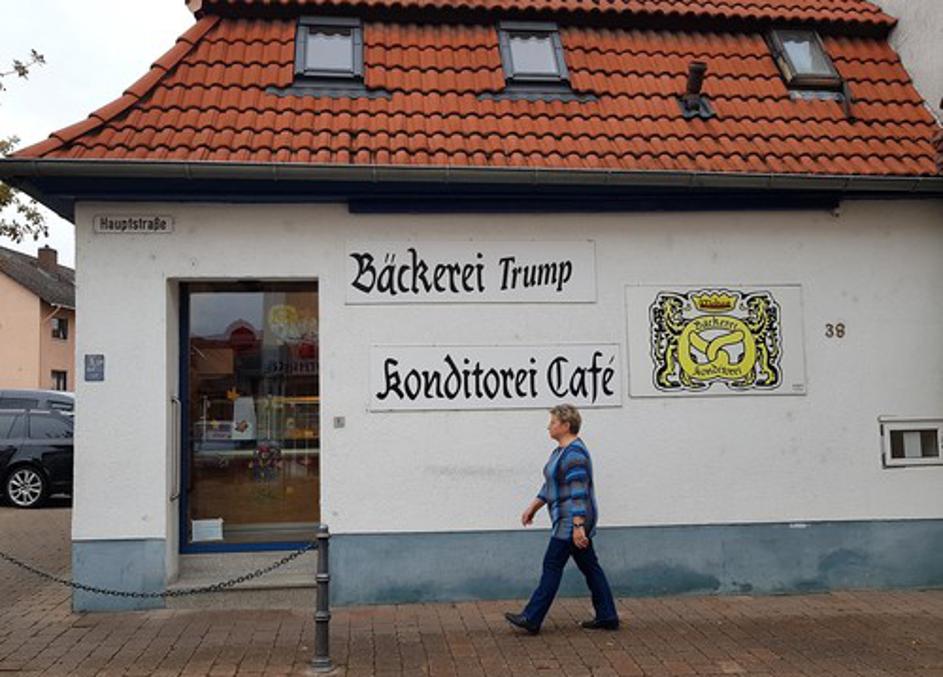 Hauptstraße
Bäckerei Trump
Konditorei Café
Bäckerei
Konditorei
38